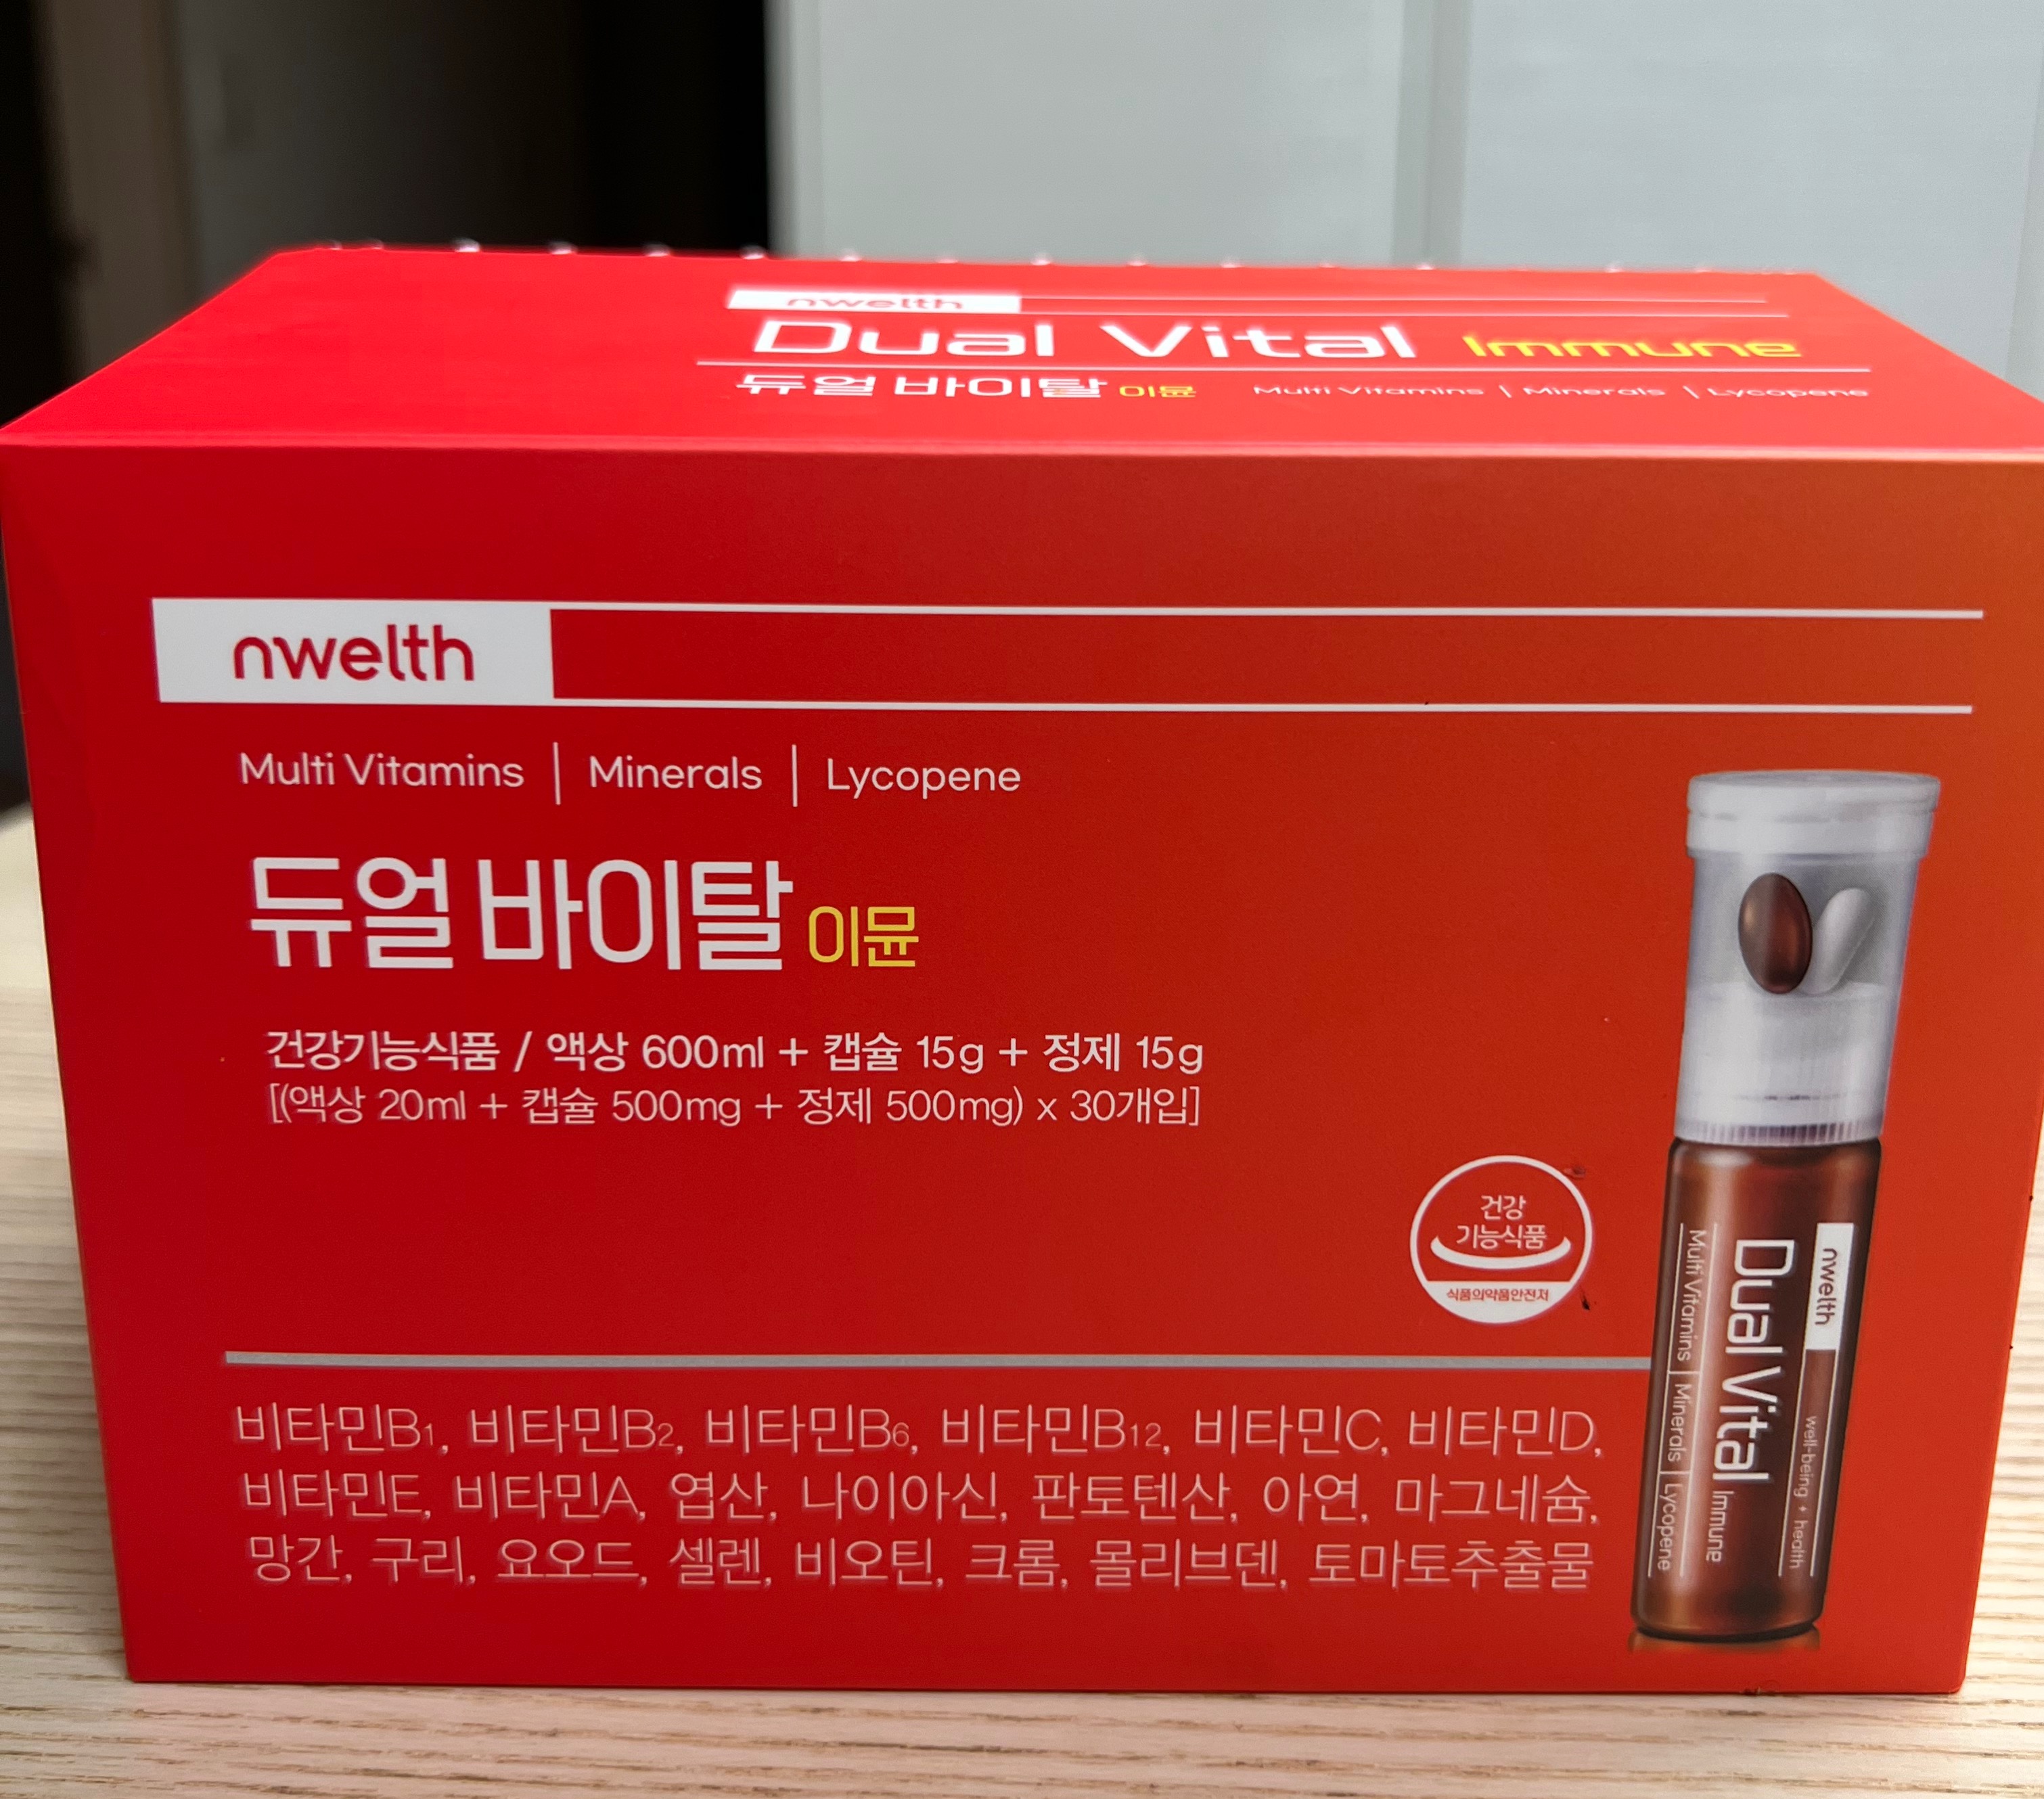 nwelth
Dual Vital Immune
듀얼 바이탈 이뮨 Multi Vitamins | Minerals | Lycopene
nwelth
Multi Vitamins | Minerals | Lycopene
듀얼 바이탈 이뮨
건강기능식품 / 액상 600ml + 캡슐 15g + 정제 15g
[(액상 20ml + 캡슐 500mg + 정제 500mg) x 30개입]
건강
기능식품
식품의약품안전처
nwelth
well-being + health
Dual Vital Immune
Multi Vitamins | Minerals | Lycopene
비타민B1, 비타민B2, 비타민B6, 비타민B12, 비타민C, 비타민D,
비타민E, 비타민A, 엽산, 나이아신, 판토텐산, 아연, 마그네슘,
망간, 구리, 요오드, 셀렌, 비오틴, 크롬, 몰리브덴, 토마토추출물